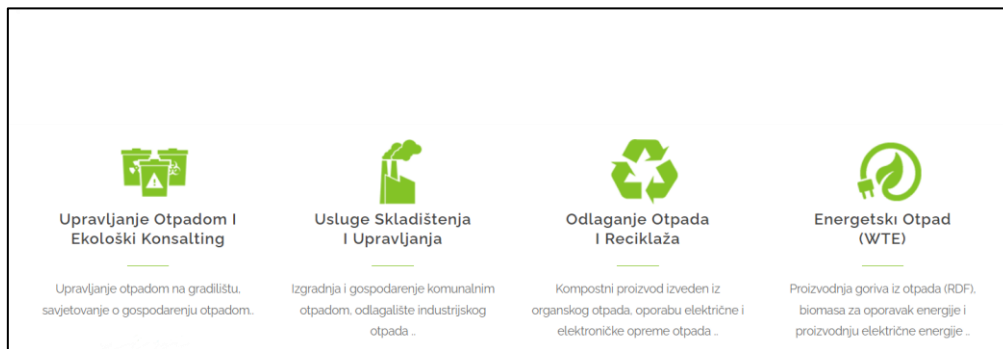 Upravljanje Otpadom I
Ekološki Konsalting
Upravljanje otpadom na gradilištu,
savjetovanje o gospodarenju otpadom..
Usluge Skladištenja
I Upravljanja
Izgradnja i gospodarenje komunalnim
otpadom, odlagalište industrijskog
otpada ..
Odlaganje Otpada
I Reciklaža
Kompostni proizvod izveden iz
organskog otpada, oporabu električne i
elektroničke opreme otpada ..
Energetskı Otpad
(WTE)
Proizvodnja goriva iz otpada (RDF),
biomasa za oporavak energije i
proizvodnju električne energije ..